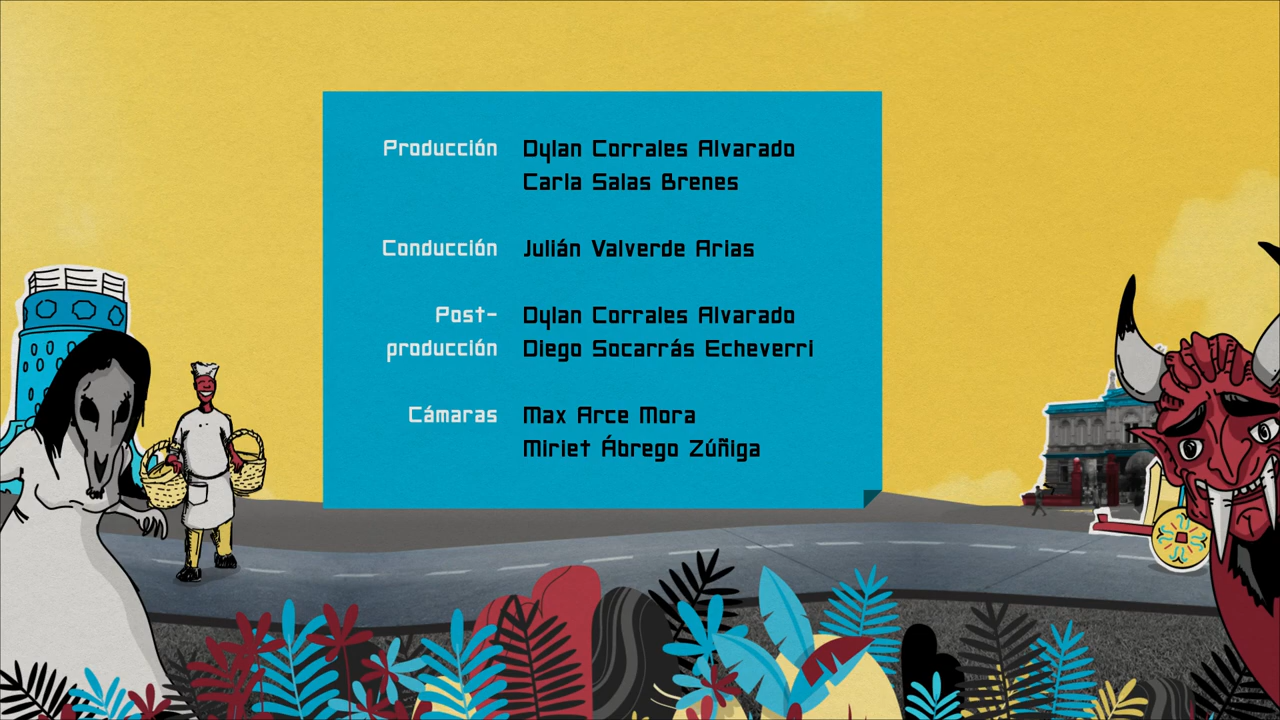 Producción Dylan Corrales Alvarado
Carla Salas Brenes
Conducción Julián Valverde Arias
Post- Dylan Corrales Alvarado
producción Diego Socarrás Echeverri
Cámaras Max Arce Mora
Miriet Ábrego Zúñiga